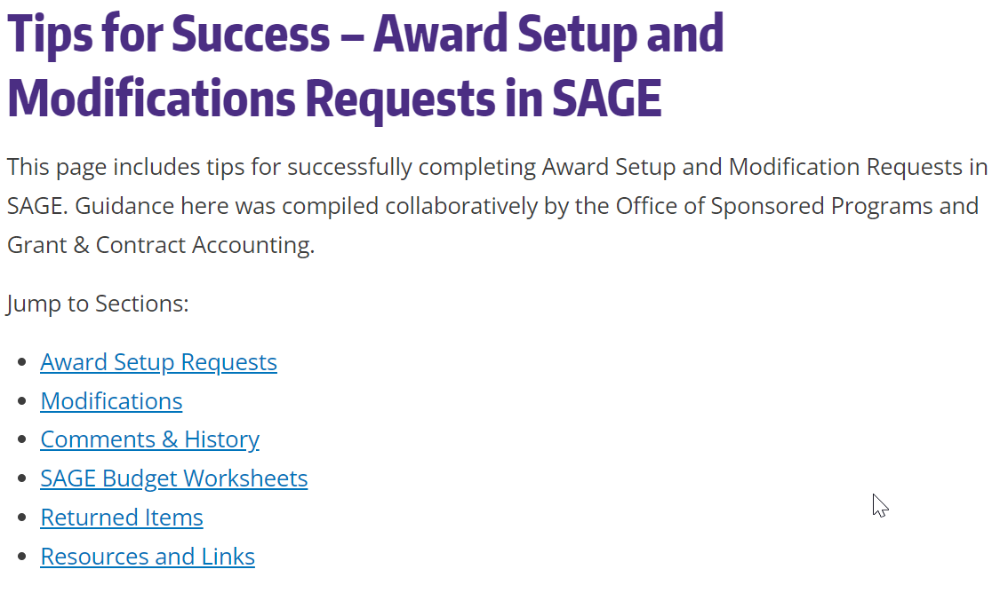 Tips for Success – Award Setup and
Modifications Requests in SAGE
This page includes tips for successfully completing Award Setup and Modification Requests in
SAGE. Guidance here was compiled collaboratively by the Office of Sponsored Programs and
Grant & Contract Accounting.
Jump to Sections:
Award Setup Requests
Modifications
Comments & History
SAGE Budget Worksheets
Returned Items
Resources and Links